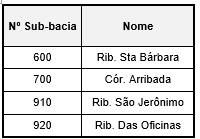 Nº Sub-bacia Nome
600 Rib. Sta Bárbara
700 Cór. Arribada
910 Rib. São Jerônimo
920 Rib. Das Oficinas